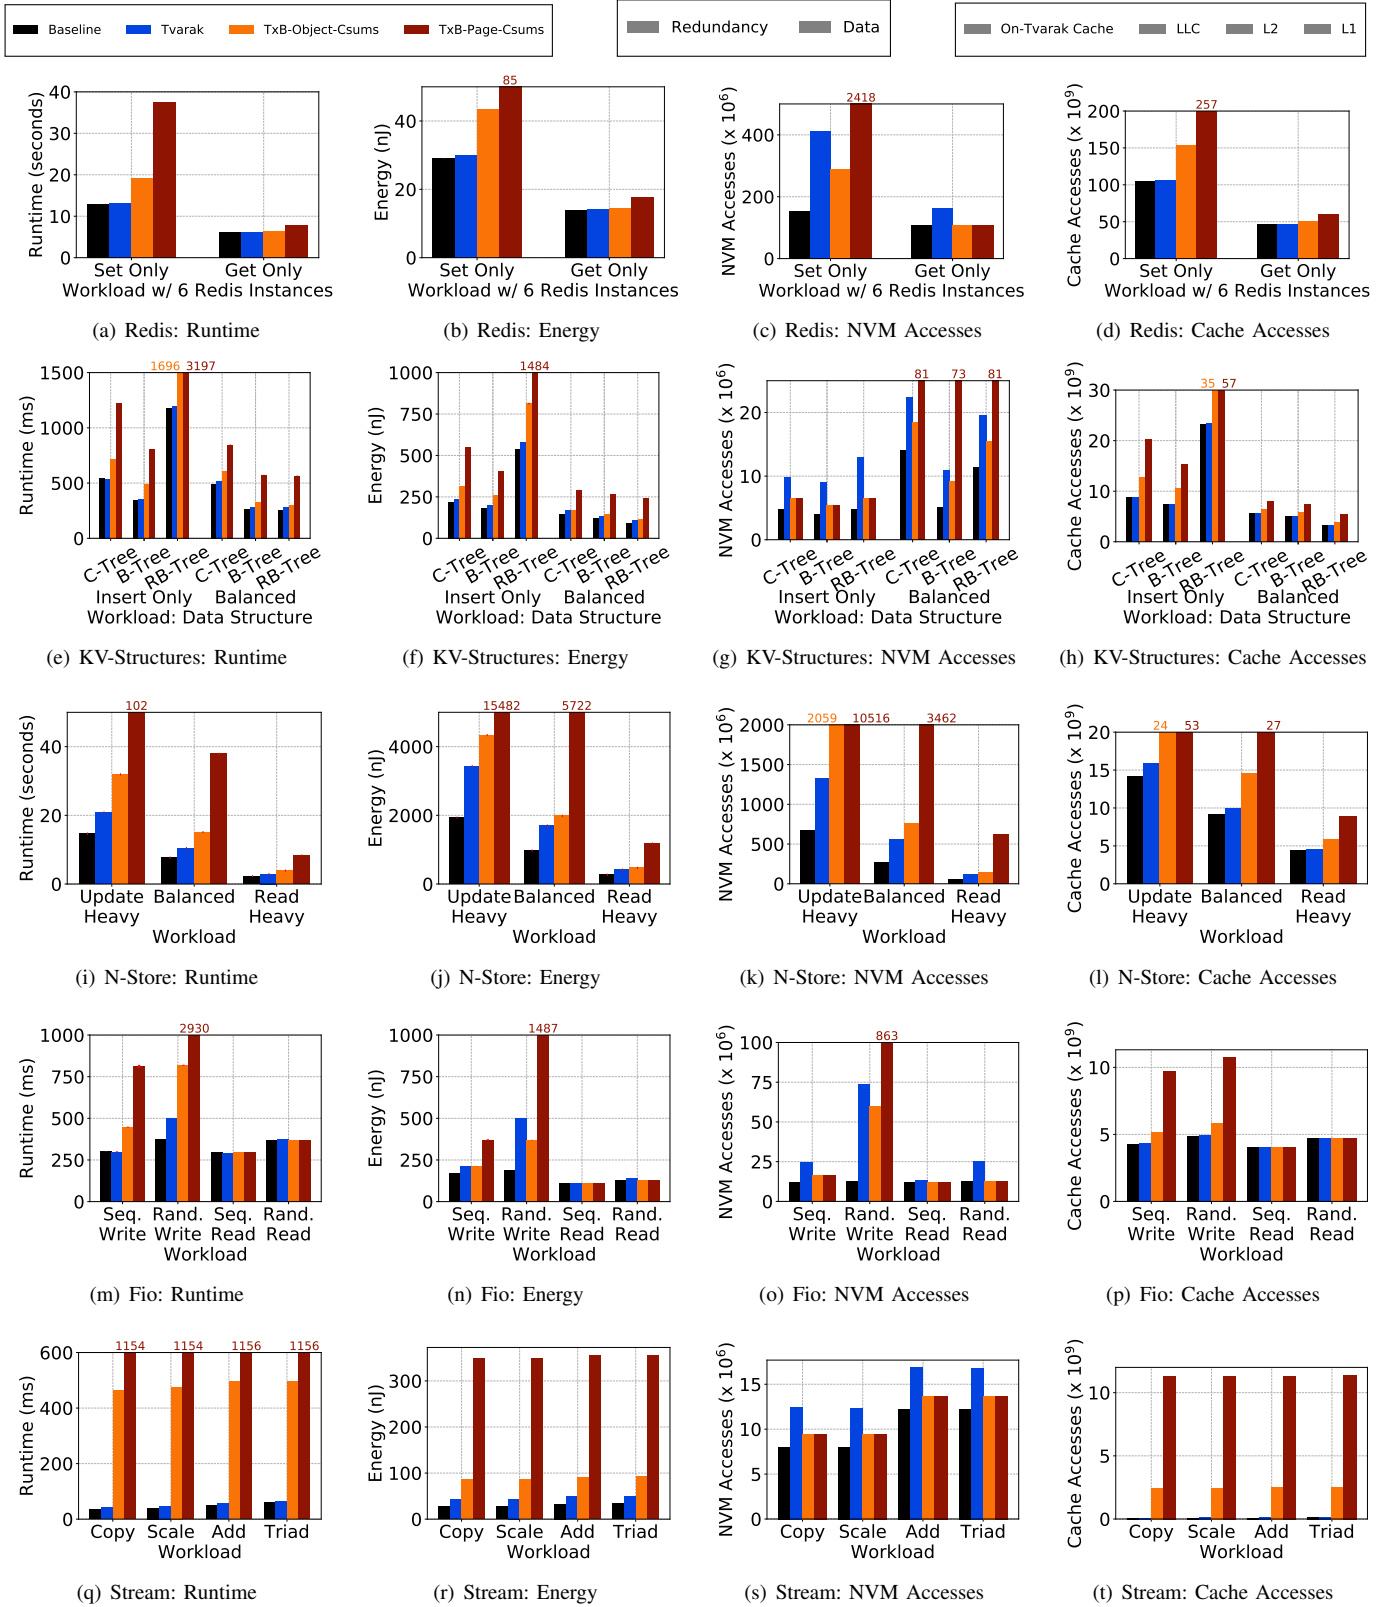 Baseline Tvarak TxB-Object-Csums TxB-Page-Csums
Redundancy Data
On-Tvarak Cache LLC L2 L1
Runtime (seconds)
40
30
20
10
0
Set Only Get Only
Workload w/ 6 Redis Instances
(a) Redis: Runtime
85
Energy (nJ)
40
20
0
Set Only Get Only
Workload w/ 6 Redis Instances
(b) Redis: Energy
2418
NVM Accesses (x 10^6)
400
200
0
Set Only Get Only
Workload w/ 6 Redis Instances
(c) Redis: NVM Accesses
257
Cache Accesses (x 10^9)
200
150
100
50
0
Set Only Get Only
Workload w/ 6 Redis Instances
(d) Redis: Cache Accesses
1696 3197
Runtime (ms)
1500
1000
500
0
C-Tree B-Tree RB-Tree C-Tree B-Tree RB-Tree
Insert Only Balanced
Workload: Data Structure
(e) KV-Structures: Runtime
1484
Energy (nJ)
1000
750
500
250
0
C-Tree B-Tree RB-Tree C-Tree B-Tree RB-Tree
Insert Only Balanced
Workload: Data Structure
(f) KV-Structures: Energy
81 73 81
NVM Accesses (x 10^6)
20
10
0
C-Tree B-Tree RB-Tree C-Tree B-Tree RB-Tree
Insert Only Balanced
Workload: Data Structure
(g) KV-Structures: NVM Accesses
35 57
Cache Accesses (x 10^9)
30
20
10
0
C-Tree B-Tree RB-Tree C-Tree B-Tree RB-Tree
Insert Only Balanced
Workload: Data Structure
(h) KV-Structures: Cache Accesses
102
Runtime (seconds)
40
20
0
Update Balanced Read
Heavy Heavy
Workload
(i) N-Store: Runtime
15482 5722
Energy (nJ)
4000
2000
0
Update Balanced Read
Heavy Heavy
Workload
(j) N-Store: Energy
2059 10516 3462
NVM Accesses (x 10^6)
2000
1500
1000
500
0
Update Balanced Read
Heavy Heavy
Workload
(k) N-Store: NVM Accesses
24 53 27
Cache Accesses (x 10^9)
20
15
10
5
0
Update Balanced Read
Heavy Heavy
Workload
(l) N-Store: Cache Accesses
2930
Runtime (ms)
1000
750
500
250
0
Seq. Rand. Seq. Rand.
Write Write Read Read
Workload
(m) Fio: Runtime
1487
Energy (nJ)
1000
750
500
250
0
Seq. Rand. Seq. Rand.
Write Write Read Read
Workload
(n) Fio: Energy
863
NVM Accesses (x 10^6)
100
75
50
25
0
Seq. Rand. Seq. Rand.
Write Write Read Read
Workload
(o) Fio: NVM Accesses
Cache Accesses (x 10^9)
10
5
0
Seq. Rand. Seq. Rand.
Write Write Read Read
Workload
(p) Fio: Cache Accesses
1154 1154 1156 1156
Runtime (ms)
600
400
200
0
Copy Scale Add Triad
Workload
(q) Stream: Runtime
Energy (nJ)
300
200
100
0
Copy Scale Add Triad
Workload
(r) Stream: Energy
NVM Accesses (x 10^6)
15
10
5
0
Copy Scale Add Triad
Workload
(s) Stream: NVM Accesses
Cache Accesses (x 10^9)
10
5
0
Copy Scale Add Triad
Workload
(t) Stream: Cache Accesses